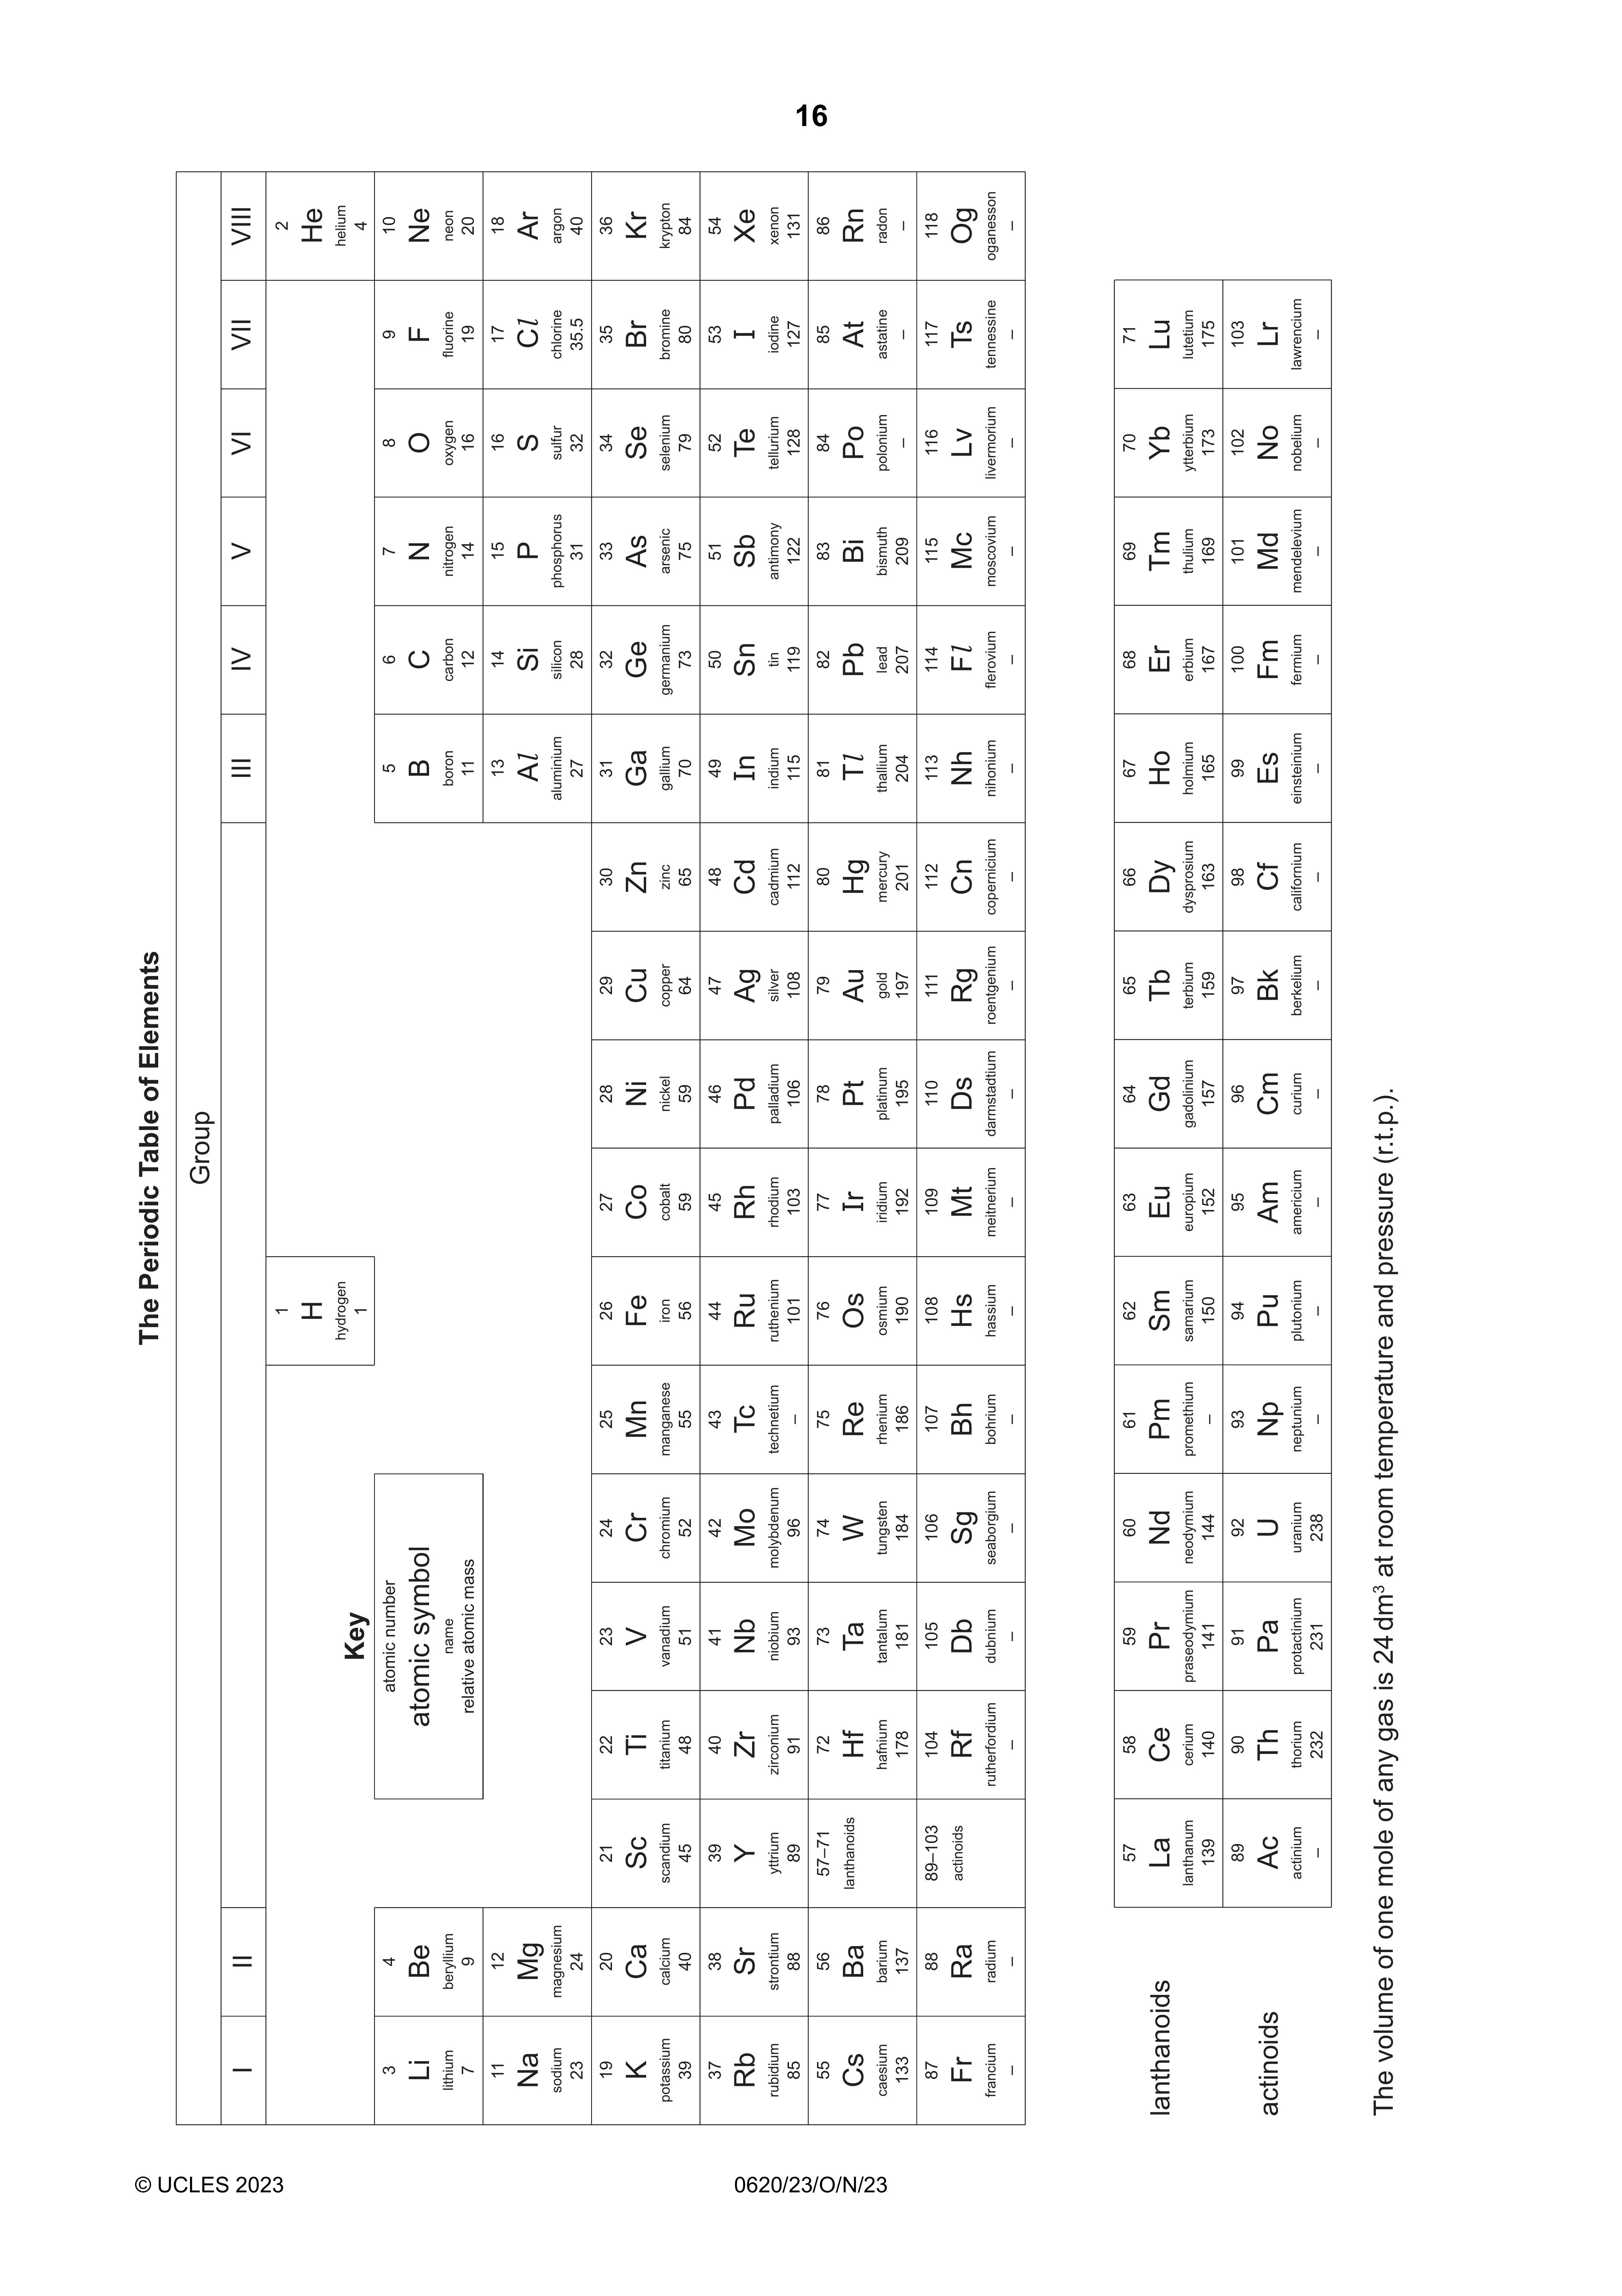 16
The Periodic Table of Elements
Group
I II III IV V VI VII VIII
1 2
H He
hydrogen helium
1 4
Key
3 4 atomic number 5 6 7 8 9 10
Li Be atomic symbol B C N O F Ne
lithium beryllium name boron carbon nitrogen oxygen fluorine neon
7 9 relative atomic mass 11 12 14 16 19 20
11 12 13 14 15 16 17 18
Na Mg Al Si P S Cl Ar
sodium magnesium aluminium silicon phosphorus sulfur chlorine argon
23 24 27 28 31 32 35.5 40
19 20 21 22 23 24 25 26 27 28 29 30 31 32 33 34 35 36
K Ca Sc Ti V Cr Mn Fe Co Ni Cu Zn Ga Ge As Se Br Kr
potassium calcium scandium titanium vanadium chromium manganese iron cobalt nickel copper zinc gallium germanium arsenic selenium bromine krypton
39 40 45 48 51 52 55 56 59 59 64 65 70 73 75 79 80 84
37 38 39 40 41 42 43 44 45 46 47 48 49 50 51 52 53 54
Rb Sr Y Zr Nb Mo Tc Ru Rh Pd Ag Cd In Sn Sb Te I Xe
rubidium strontium yttrium zirconium niobium molybdenum technetium ruthenium rhodium palladium silver cadmium indium tin antimony tellurium iodine xenon
85 88 89 91 93 96 – 101 103 106 108 112 115 119 122 128 127 131
55 56 57–71 72 73 74 75 76 77 78 79 80 81 82 83 84 85 86
Cs Ba lanthanoids Hf Ta W Re Os Ir Pt Au Hg Tl Pb Bi Po At Rn
caesium barium hafnium tantalum tungsten rhenium osmium iridium platinum gold mercury thallium lead bismuth polonium astatine radon
133 137 178 181 184 186 190 192 195 197 201 204 207 209 – – –
87 88 89–103 104 105 106 107 108 109 110 111 112 113 114 115 116 117 118
Fr Ra actinoids Rf Db Sg Bh Hs Mt Ds Rg Cn Nh Fl Mc Lv Ts Og
francium radium rutherfordium dubnium seaborgium bohrium hassium meitnerium darmstadtium roentgenium copernicium nihonium flerovium moscovium livermorium tennessine oganesson
– – – – – – – – – – – – – – – – –
57 58 59 60 61 62 63 64 65 66 67 68 69 70 71
lanthanoids La Ce Pr Nd Pm Sm Eu Gd Tb Dy Ho Er Tm Yb Lu
lanthanum cerium praseodymium neodymium promethium samarium europium gadolinium terbium dysprosium holmium erbium thulium ytterbium lutetium
139 140 141 144 – 150 152 157 159 163 165 167 169 173 175
89 90 91 92 93 94 95 96 97 98 99 100 101 102 103
actinoids Ac Th Pa U Np Pu Am Cm Bk Cf Es Fm Md No Lr
actinium thorium protactinium uranium neptunium plutonium americium curium berkelium californium einsteinium fermium mendelevium nobelium lawrencium
– 232 231 238 – – – – – – – – – – –
The volume of one mole of any gas is 24 dm³ at room temperature and pressure (r.t.p.).
© UCLES 2023 0620/23/O/N/23